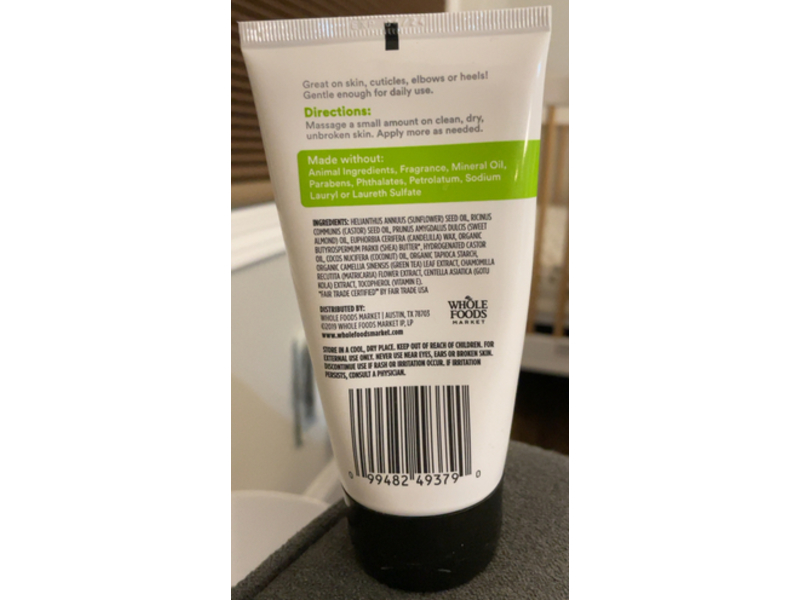 Great on skin, cuticles, elbows or heels!
Gentle enough for daily use.
Directions:
Massage a small amount on clean, dry,
unbroken skin. Apply more as needed.
Made without:
Animal Ingredients, Fragrance, Mineral Oil,
Parabens, Phthalates, Petrolatum, Sodium
Lauryl or Laureth Sulfate
INGREDIENTS: HELIANTHUS ANNUUS (SUNFLOWER) SEED OIL, RICINUS
COMMUNIS (CASTOR) SEED OIL, PRUNUS AMYGDALUS DULCIS (SWEET
ALMOND) OIL, EUPHORBIA CERIFERA (CANDELILLA) WAX, ORGANIC
BUTYROSPERMUM PARKII (SHEA) BUTTER*, HYDROGENATED CASTOR
OIL, COCOS NUCIFERA (COCONUT) OIL, ORGANIC TAPIOCA STARCH,
ORGANIC CAMELLIA SINENSIS (GREEN TEA) LEAF EXTRACT, CHAMOMILLA
RECUTITA (MATRICARIA) FLOWER EXTRACT, CENTELLA ASIATICA (GOTU
KOLA) EXTRACT, TOCOPHEROL (VITAMIN E).
*FAIR TRADE CERTIFIED™ BY FAIR TRADE USA
DISTRIBUTED BY:
WHOLE FOODS MARKET | AUSTIN, TX 78703
©2019 WHOLE FOODS MARKET IP, LP
www.wholefoodsmarket.com
WHOLE
FOODS
MARKET
STORE IN A COOL, DRY PLACE. KEEP OUT OF REACH OF CHILDREN. FOR
EXTERNAL USE ONLY. NEVER USE NEAR EYES, EARS OR BROKEN SKIN.
DISCONTINUE USE IF RASH OR IRRITATION OCCUR. IF IRRITATION
PERSISTS, CONSULT A PHYSICIAN.
0 99482 49379 0